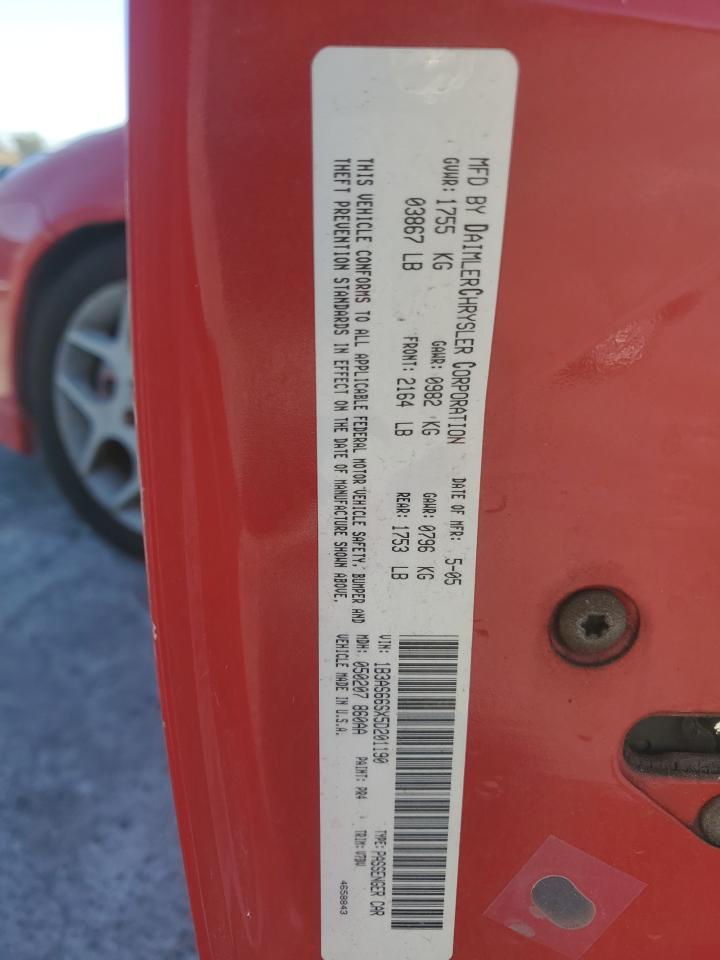 MFD BY DAIMLERCHRYSLER CORPORATION
DATE OF MFR: 5-05
GVWR: 1755 KG
03867 LB
GAWR: 0982 KG
FRONT: 2164 LB
GAWR: 0796 KG
REAR: 1753 LB
THIS VEHICLE CONFORMS TO ALL APPLICABLE FEDERAL MOTOR VEHICLE SAFETY, BUMPER AND
THEFT PREVENTION STANDARDS IN EFFECT ON THE DATE OF MANUFACTURE SHOWN ABOVE.
VIN: 1B3AS66SX5D201190
TYPE: PASSENGER CAR
MDH: 050207 860AA
PAINT: PR4
TRIM: V7DV
VEHICLE MADE IN U.S.A.
4658843